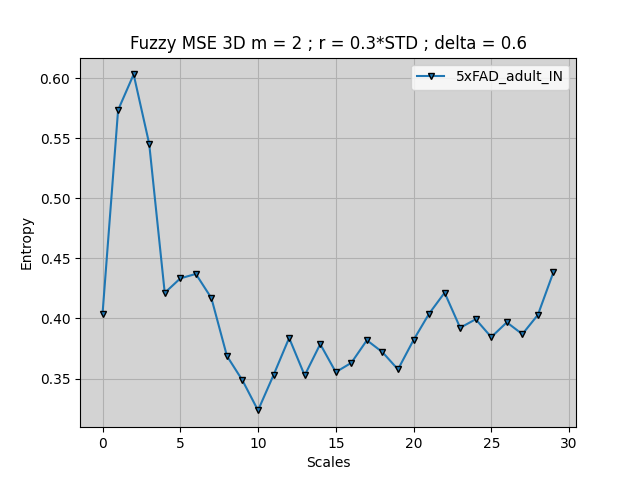 Fuzzy MSE 3D m = 2 ; r = 0.3*STD ; delta = 0.6
5xFAD_adult_IN
0.60
0.55
0.50
0.45
0.40
0.35
Entropy
0 5 10 15 20 25 30
Scales